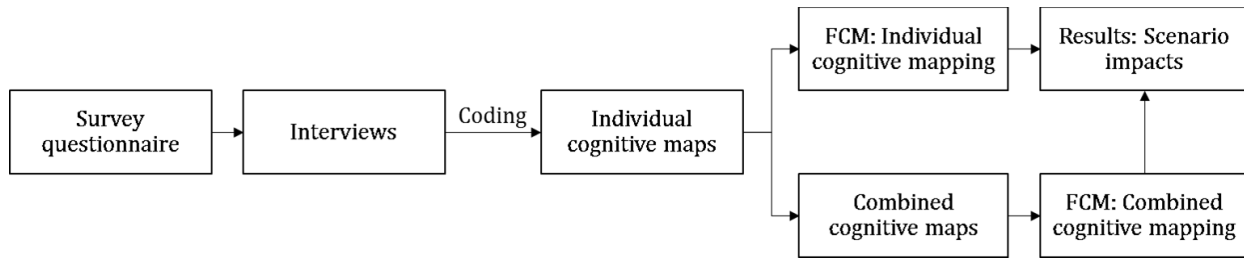 Survey
questionnaire
Interviews
Coding
Individual
cognitive maps
FCM: Individual
cognitive mapping
Results: Scenario
impacts
Combined
cognitive maps
FCM: Combined
cognitive mapping